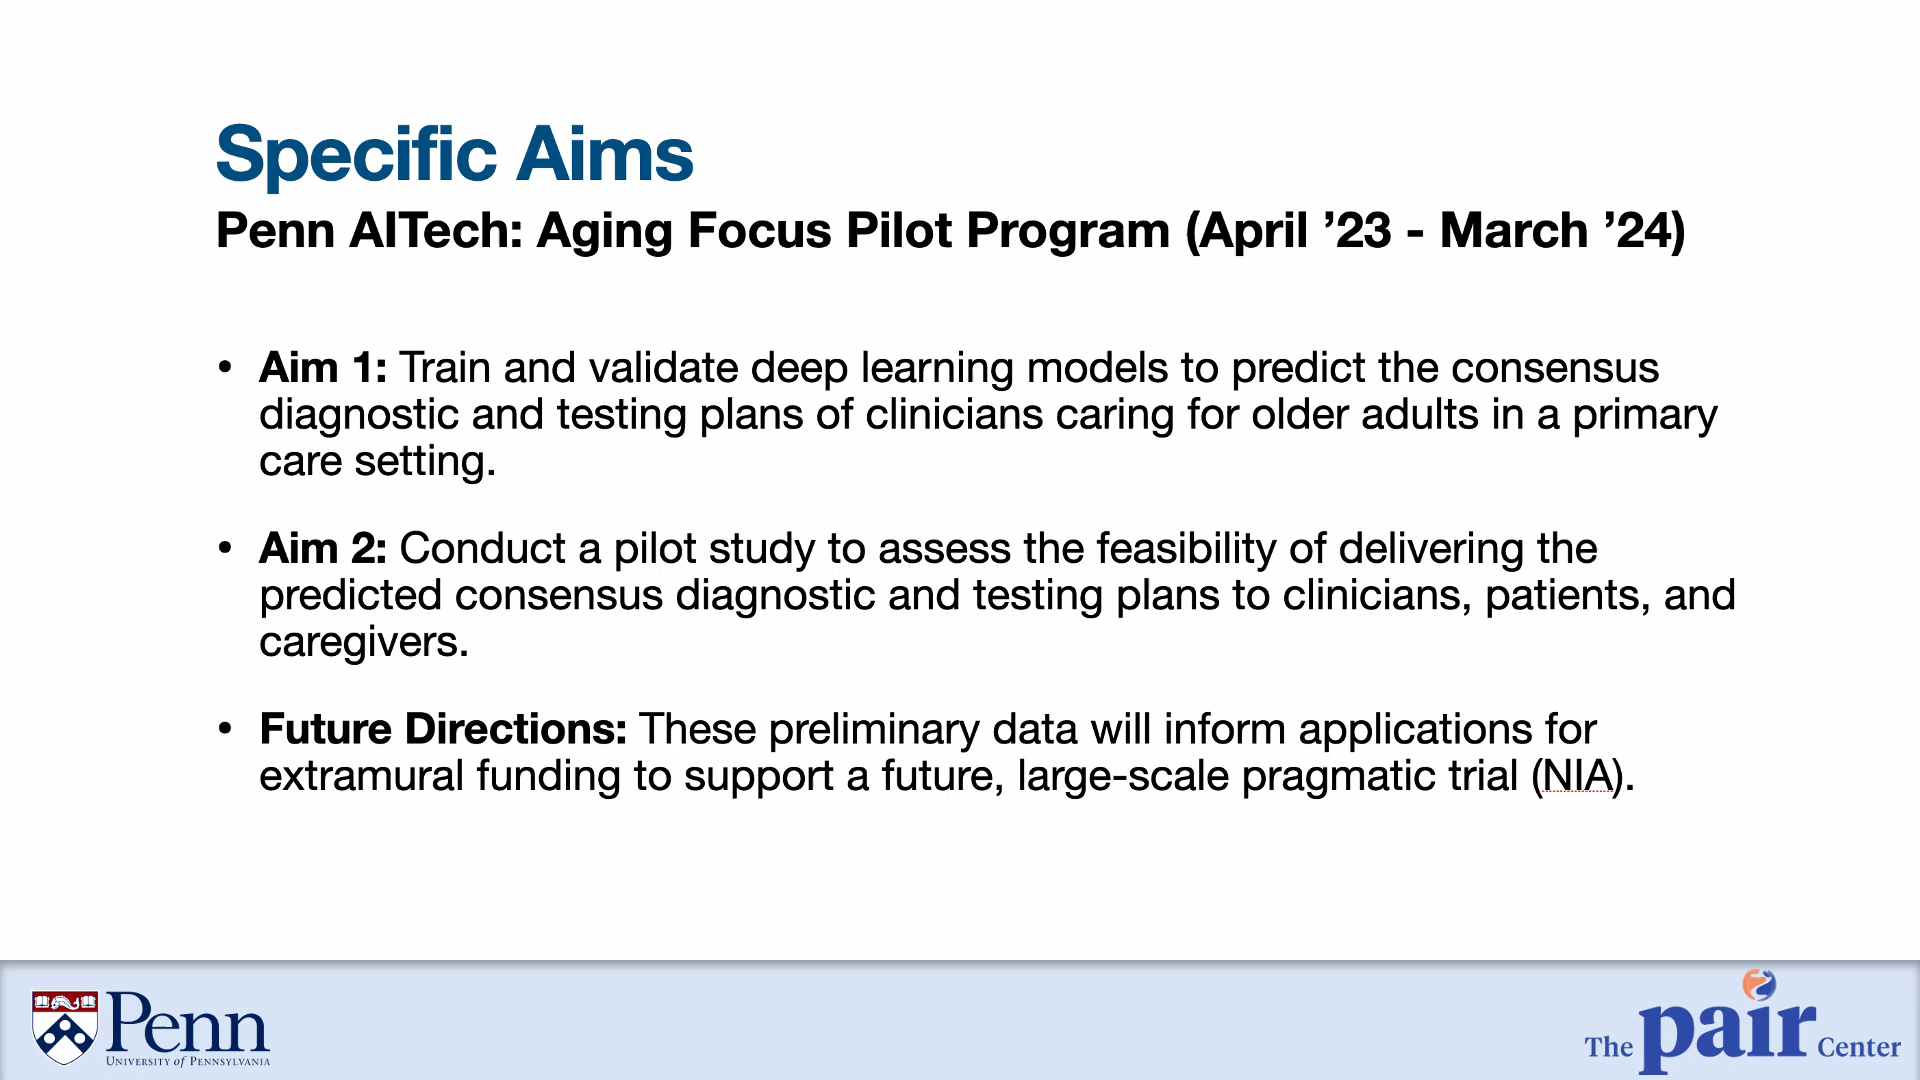 Specific Aims
Penn AITech: Aging Focus Pilot Program (April ’23 - March ’24)
• Aim 1: Train and validate deep learning models to predict the consensus
diagnostic and testing plans of clinicians caring for older adults in a primary
care setting.
• Aim 2: Conduct a pilot study to assess the feasibility of delivering the
predicted consensus diagnostic and testing plans to clinicians, patients, and
caregivers.
• Future Directions: These preliminary data will inform applications for
extramural funding to support a future, large-scale pragmatic trial (NIA).
Penn
UNIVERSITY of PENNSYLVANIA
The pair Center